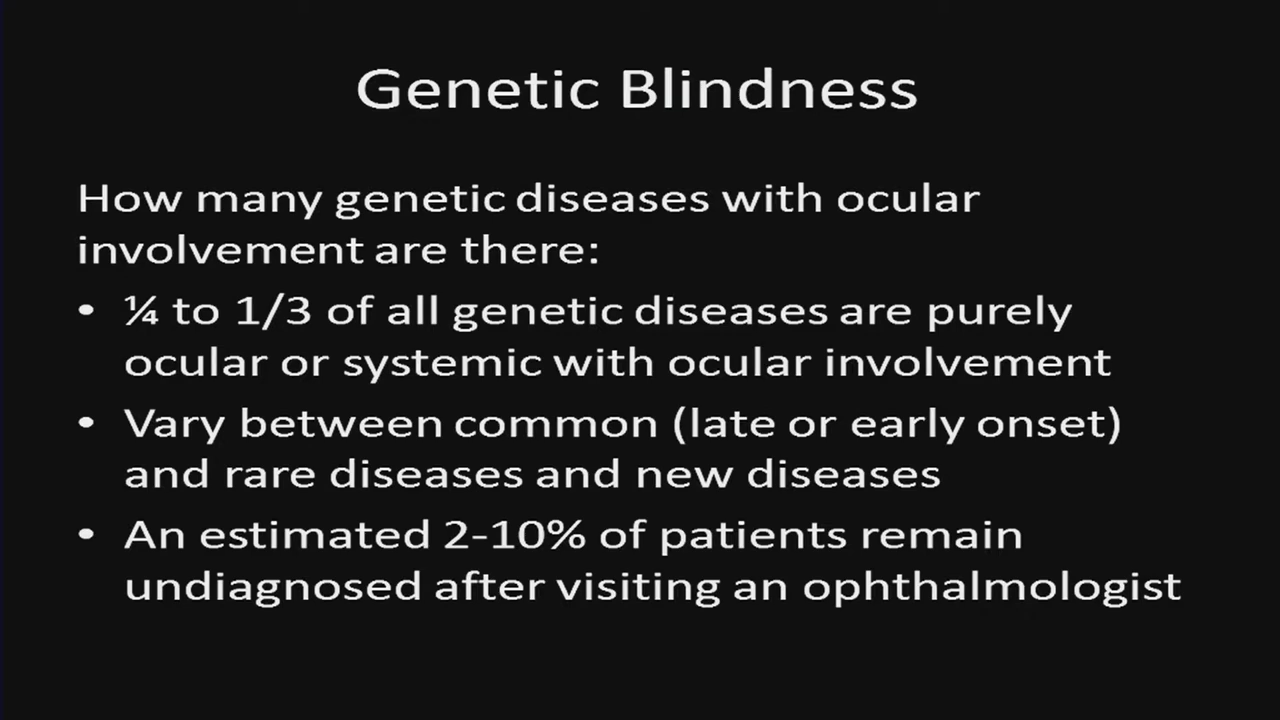 Genetic Blindness
How many genetic diseases with ocular
involvement are there:
• ¼ to 1/3 of all genetic diseases are purely
ocular or systemic with ocular involvement
• Vary between common (late or early onset)
and rare diseases and new diseases
• An estimated 2-10% of patients remain
undiagnosed after visiting an ophthalmologist